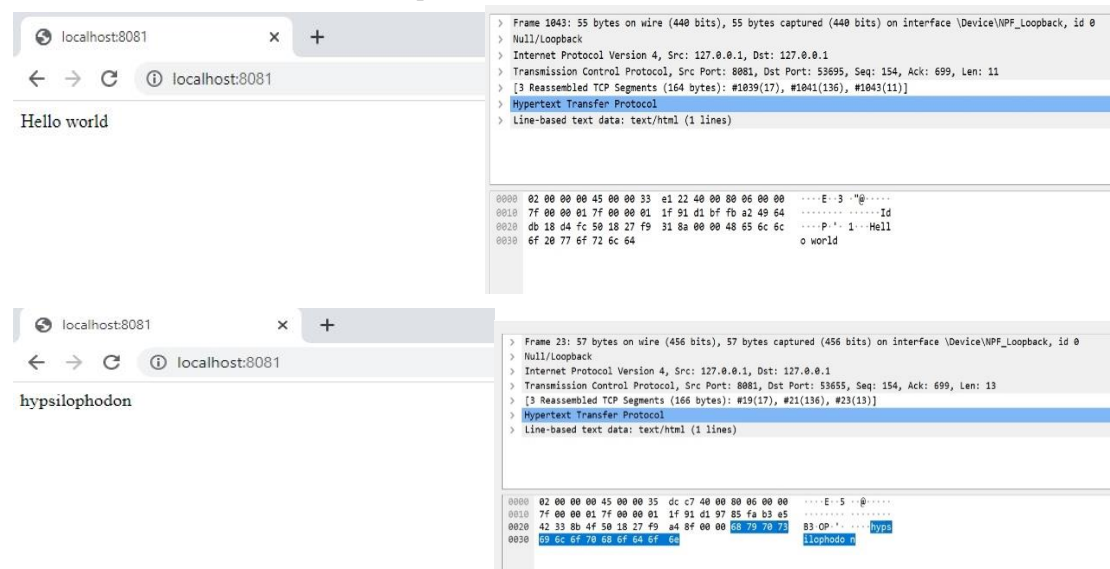 localhost:8081 × +
localhost:8081
Hello world
> Frame 1043: 55 bytes on wire (440 bits), 55 bytes captured (440 bits) on interface \Device\NPF_Loopback, id 0
> Null/Loopback
> Internet Protocol Version 4, Src: 127.0.0.1, Dst: 127.0.0.1
> Transmission Control Protocol, Src Port: 8081, Dst Port: 53695, Seq: 154, Ack: 699, Len: 11
> [3 Reassembled TCP Segments (164 bytes): #1039(17), #1041(136), #1043(11)]
> Hypertext Transfer Protocol
> Line-based text data: text/html (1 lines)
0000 02 00 00 00 45 00 00 33 e1 22 40 00 80 06 00 00 ····E··3 ·"@·····
0010 7f 00 00 01 7f 00 00 01 1f 91 d1 bf fb a2 49 64 ········ ······Id
0020 db 18 d4 fc 50 18 27 f9 31 8a 00 00 48 65 6c 6c ····P·'· 1···Hell
0030 6f 20 77 6f 72 6c 64 o world
localhost:8081 × +
localhost:8081
hypsilophodon
> Frame 23: 57 bytes on wire (456 bits), 57 bytes captured (456 bits) on interface \Device\NPF_Loopback, id 0
> Null/Loopback
> Internet Protocol Version 4, Src: 127.0.0.1, Dst: 127.0.0.1
> Transmission Control Protocol, Src Port: 8081, Dst Port: 53655, Seq: 154, Ack: 699, Len: 13
> [3 Reassembled TCP Segments (166 bytes): #19(17), #21(136), #23(13)]
> Hypertext Transfer Protocol
> Line-based text data: text/html (1 lines)
0000 02 00 00 00 45 00 00 35 dc c7 40 00 80 06 00 00 ····E··5 ··@·····
0010 7f 00 00 01 7f 00 00 01 1f 91 d1 97 85 fa b3 e5 ········ ········
0020 42 33 8b 4f 50 18 27 f9 a4 8f 00 00 68 79 70 73 B3·OP·'· ····hyps
0030 69 6c 6f 70 68 6f 64 6f 6e ilophodo n